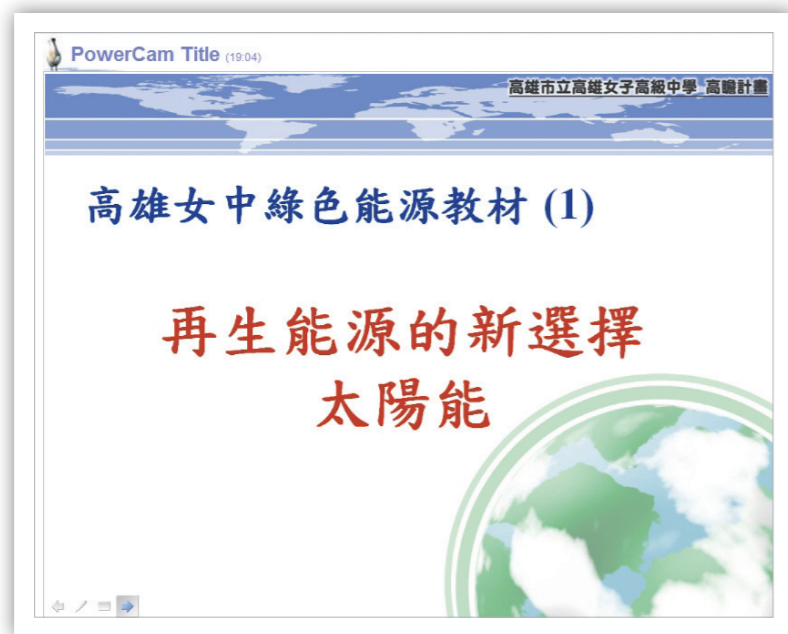 PowerCam Title (19:04)
高雄市立高雄女子高級中學 高瞻計畫
高雄女中綠色能源教材 (1)
再生能源的新選擇
太陽能